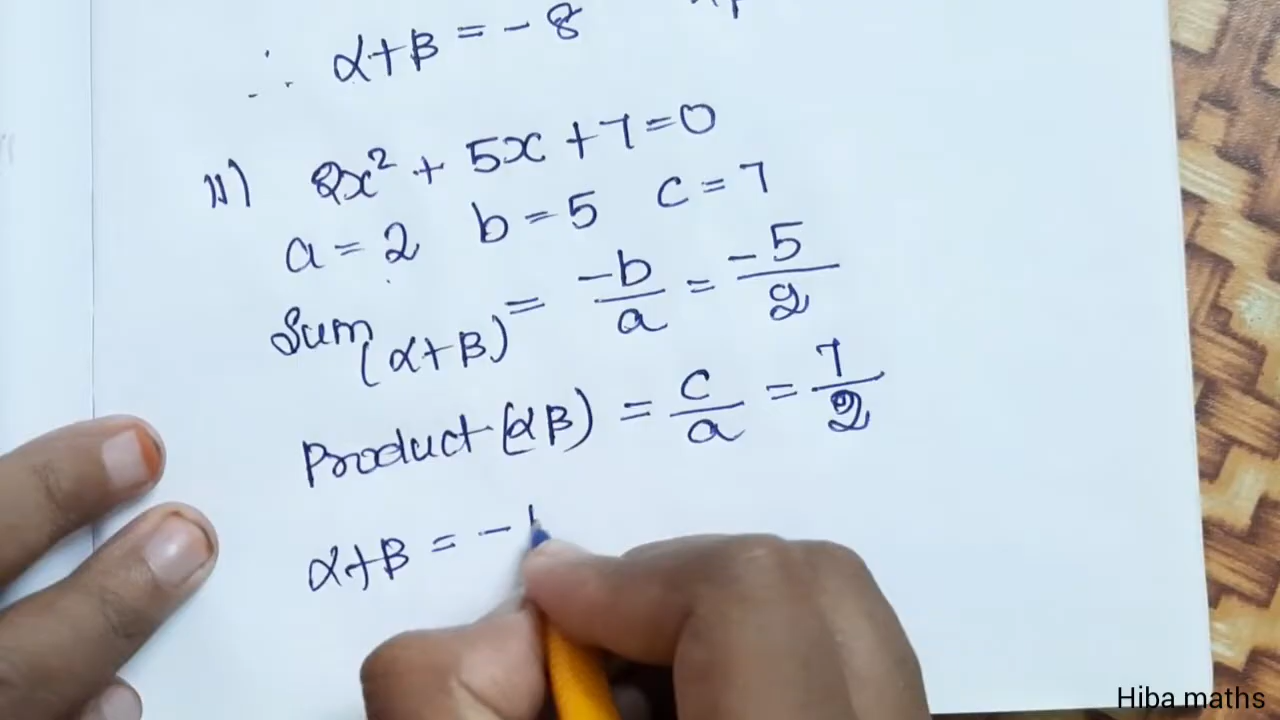 ∴ α+β = -8
ii) 2x² + 5x + 7 = 0
a = 2 b = 5 c = 7
Sum (α+β) = -b/a = -5/2
Product (αβ) = c/a = 7/2
α+β = -
Hiba maths